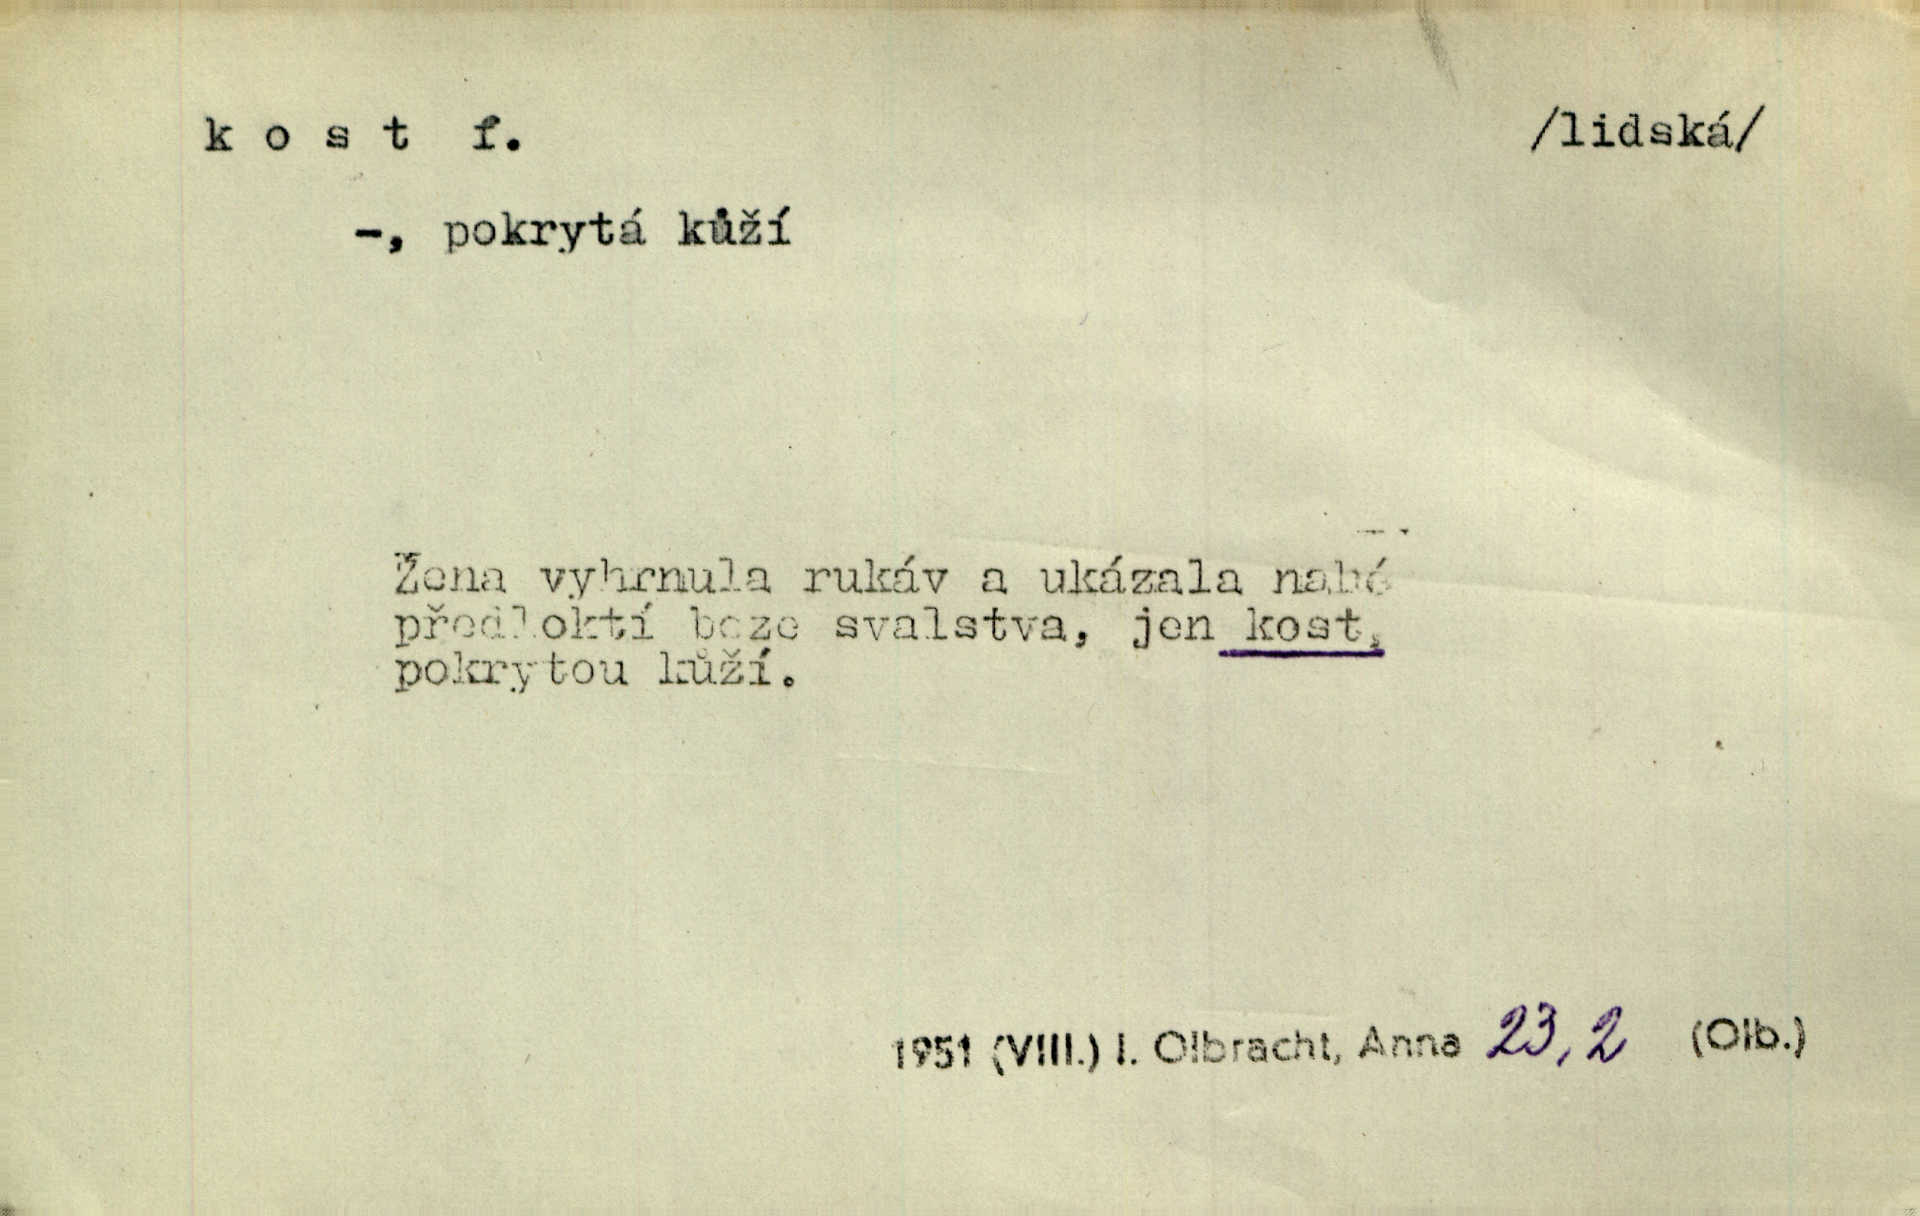 k o s t f. /lidská/
-, pokrytá kůží
Žena vyhrnula rukáv a ukázala nahé
předloktí beze svalstva, jen kost,
pokrytou kůží.
1951 (VIII.) I. Olbracht, Anna 23,2 (Olb.)